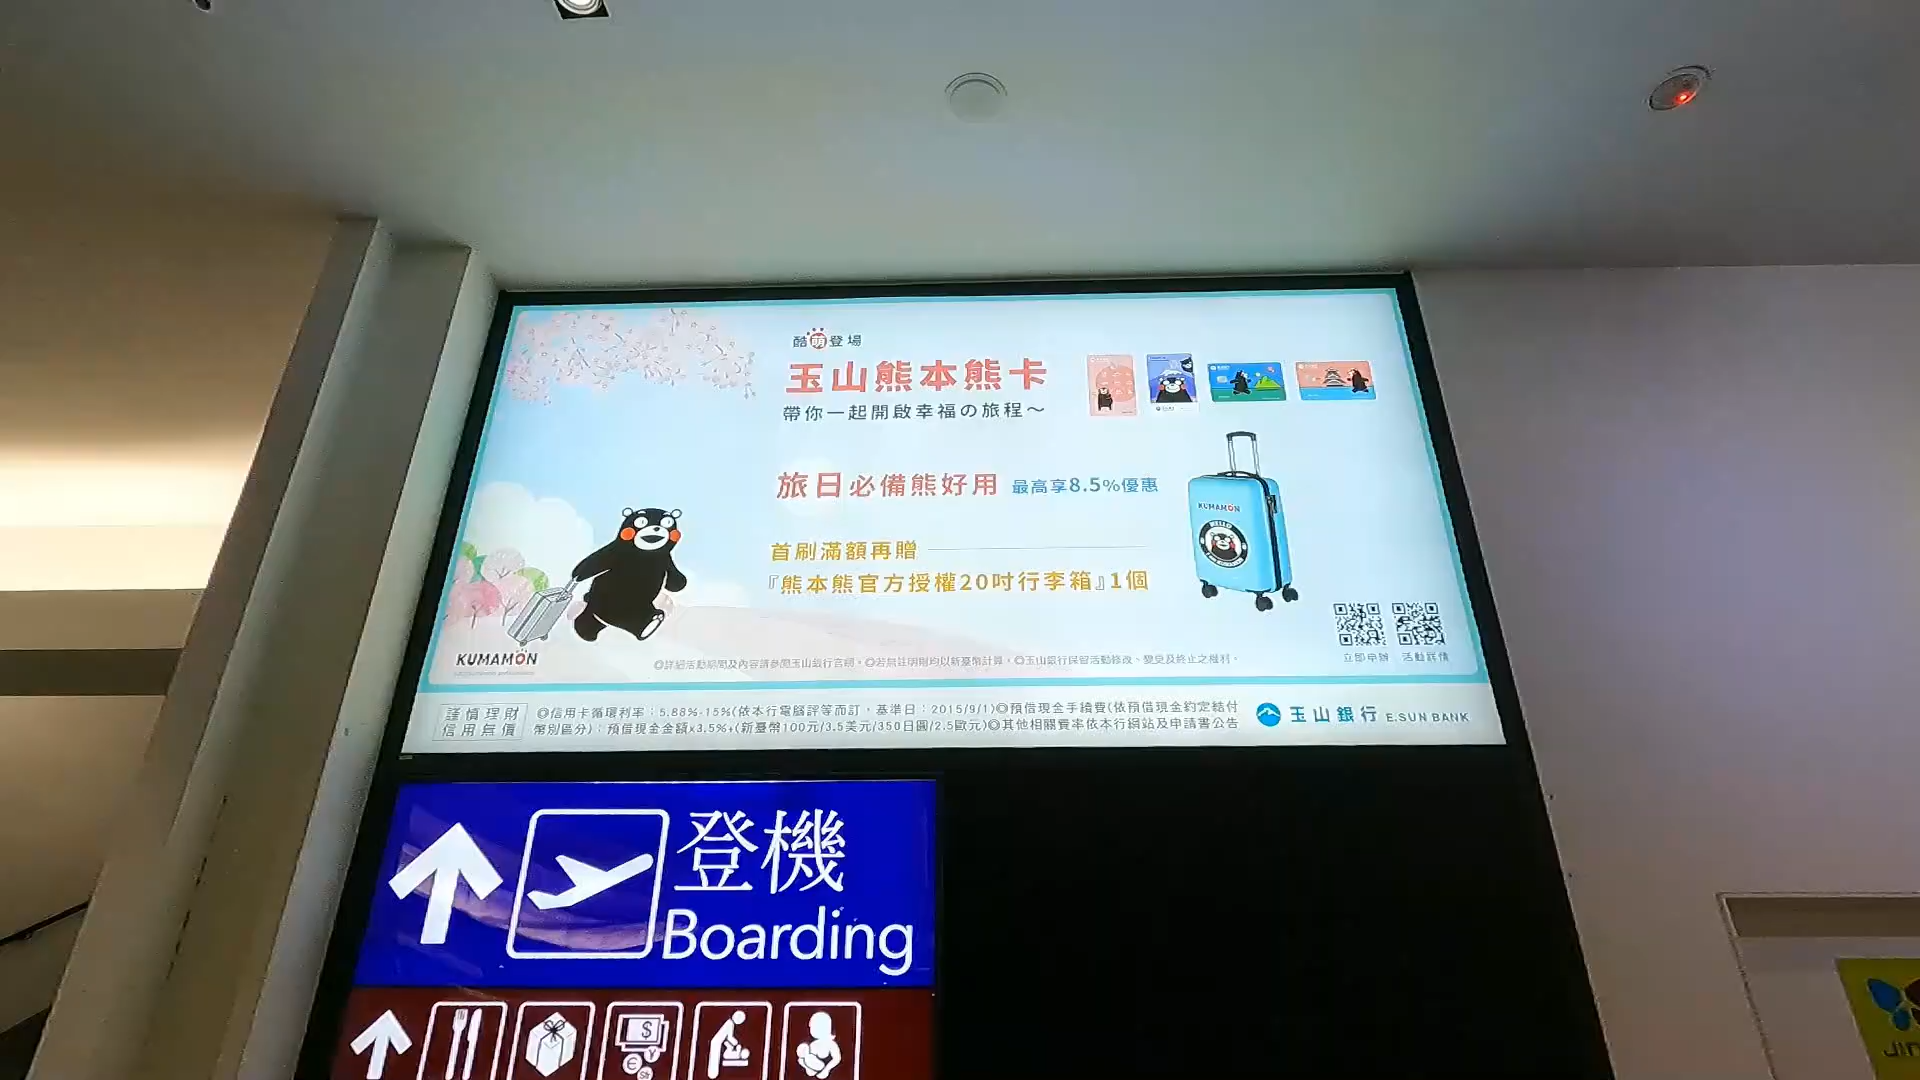 酷萌登場
玉山熊本熊卡
帶你一起開啟幸福の旅程～
旅日必備熊好用 最高享8.5%優惠
首刷滿額再贈
『熊本熊官方授權20吋行李箱』1個
KUMAMON
KUMAMON
◎詳細活動期間及內容請參閱玉山銀行官網。◎若無註明則均以新臺幣計算。◎玉山銀行保留活動修改、變更及終止之權利。
立即申辦 活動詳情
謹慎理財
信用無價
◎信用卡循環利率：5.88%-15%(依本行電腦評等而訂，基準日：2015/9/1)◎預借現金手續費(依預借現金約定結付
幣別區分)：預借現金金額x3.5%+(新臺幣100元/3.5美元/350日圓/2.5歐元)◎其他相關費率依本行網站及申請書公告
玉山銀行 E.SUN BANK
登機
Boarding